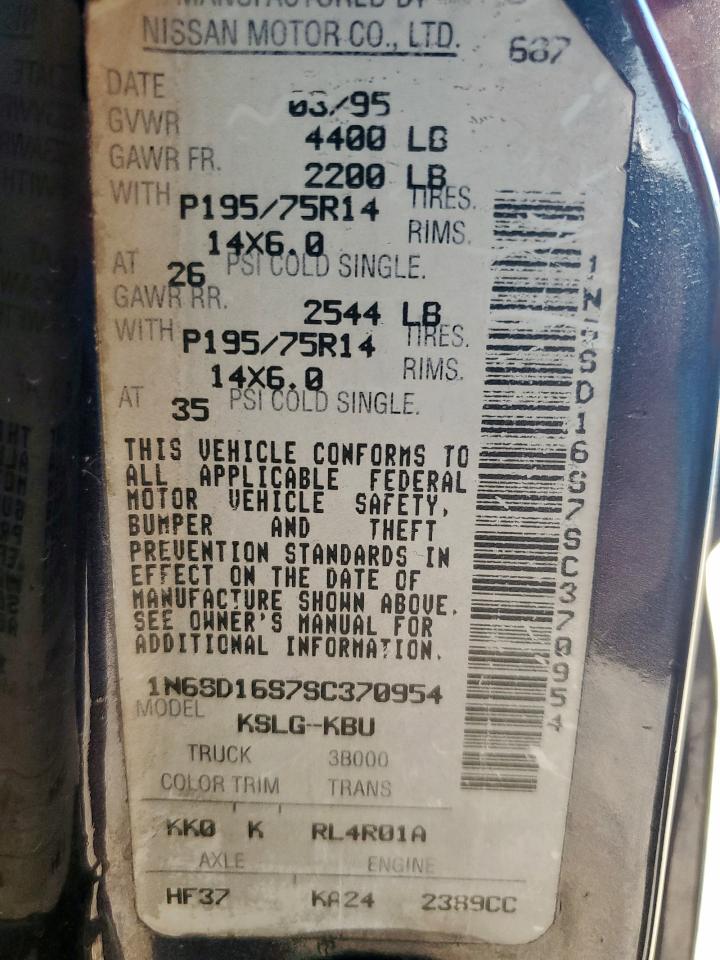 MANUFACTURED BY
NISSAN MOTOR CO., LTD. 687
DATE 03/95
GVWR 4400 LB
GAWR FR. 2200 LB
WITH P195/75R14 TIRES.
14X6.0 RIMS.
AT 26 PSI COLD SINGLE.
GAWR RR. 2544 LB
WITH P195/75R14 TIRES.
14X6.0 RIMS.
AT 35 PSI COLD SINGLE.
THIS VEHICLE CONFORMS TO
ALL APPLICABLE FEDERAL
MOTOR VEHICLE SAFETY,
BUMPER AND THEFT
PREVENTION STANDARDS IN
EFFECT ON THE DATE OF
MANUFACTURE SHOWN ABOVE.
SEE OWNER'S MANUAL FOR
ADDITIONAL INFORMATION.
1N6SD16S7SC370954
MODEL
KSLG-KBU
TRUCK 3B000
COLOR TRIM TRANS
KK0 K RL4R01A
AXLE ENGINE
HF37 KA24 2389CC
1N6SD16S7SC370954